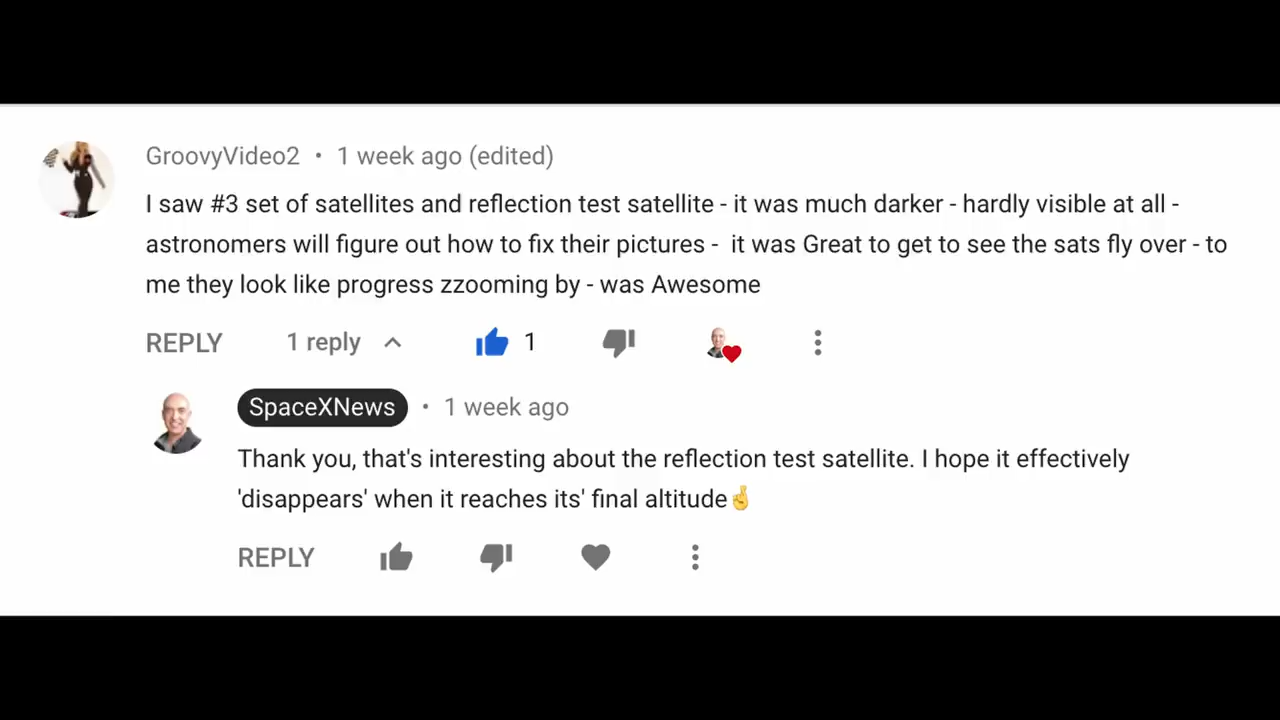 GroovyVideo2 • 1 week ago (edited)
I saw #3 set of satellites and reflection test satellite - it was much darker - hardly visible at all -
astronomers will figure out how to fix their pictures -  it was Great to get to see the sats fly over - to
me they look like progress zzooming by - was Awesome
REPLY 1 reply 1
SpaceXNews • 1 week ago
Thank you, that's interesting about the reflection test satellite. I hope it effectively
'disappears' when it reaches its' final altitude🤞
REPLY